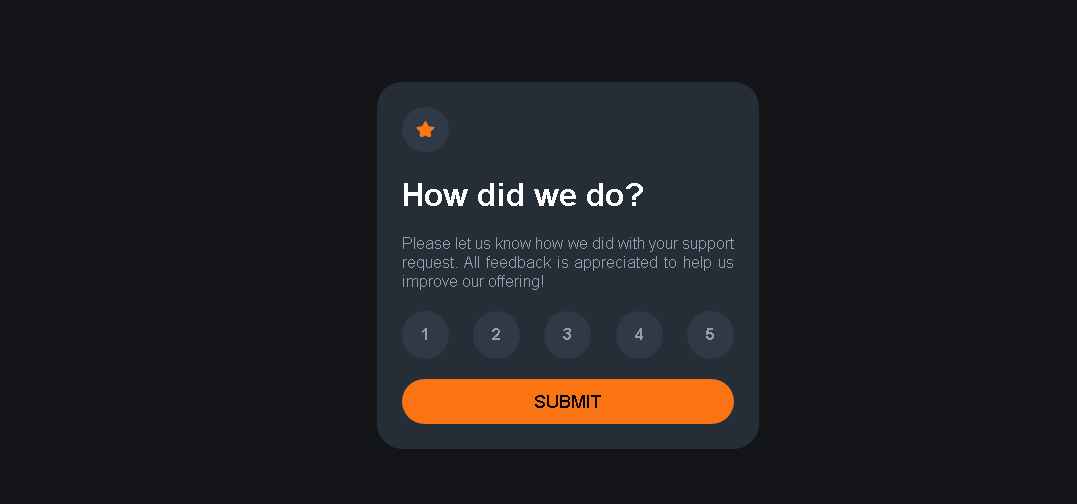 How did we do?
Please let us know how we did with your support
request. All feedback is appreciated to help us
improve our offering!
1 2 3 4 5
SUBMIT